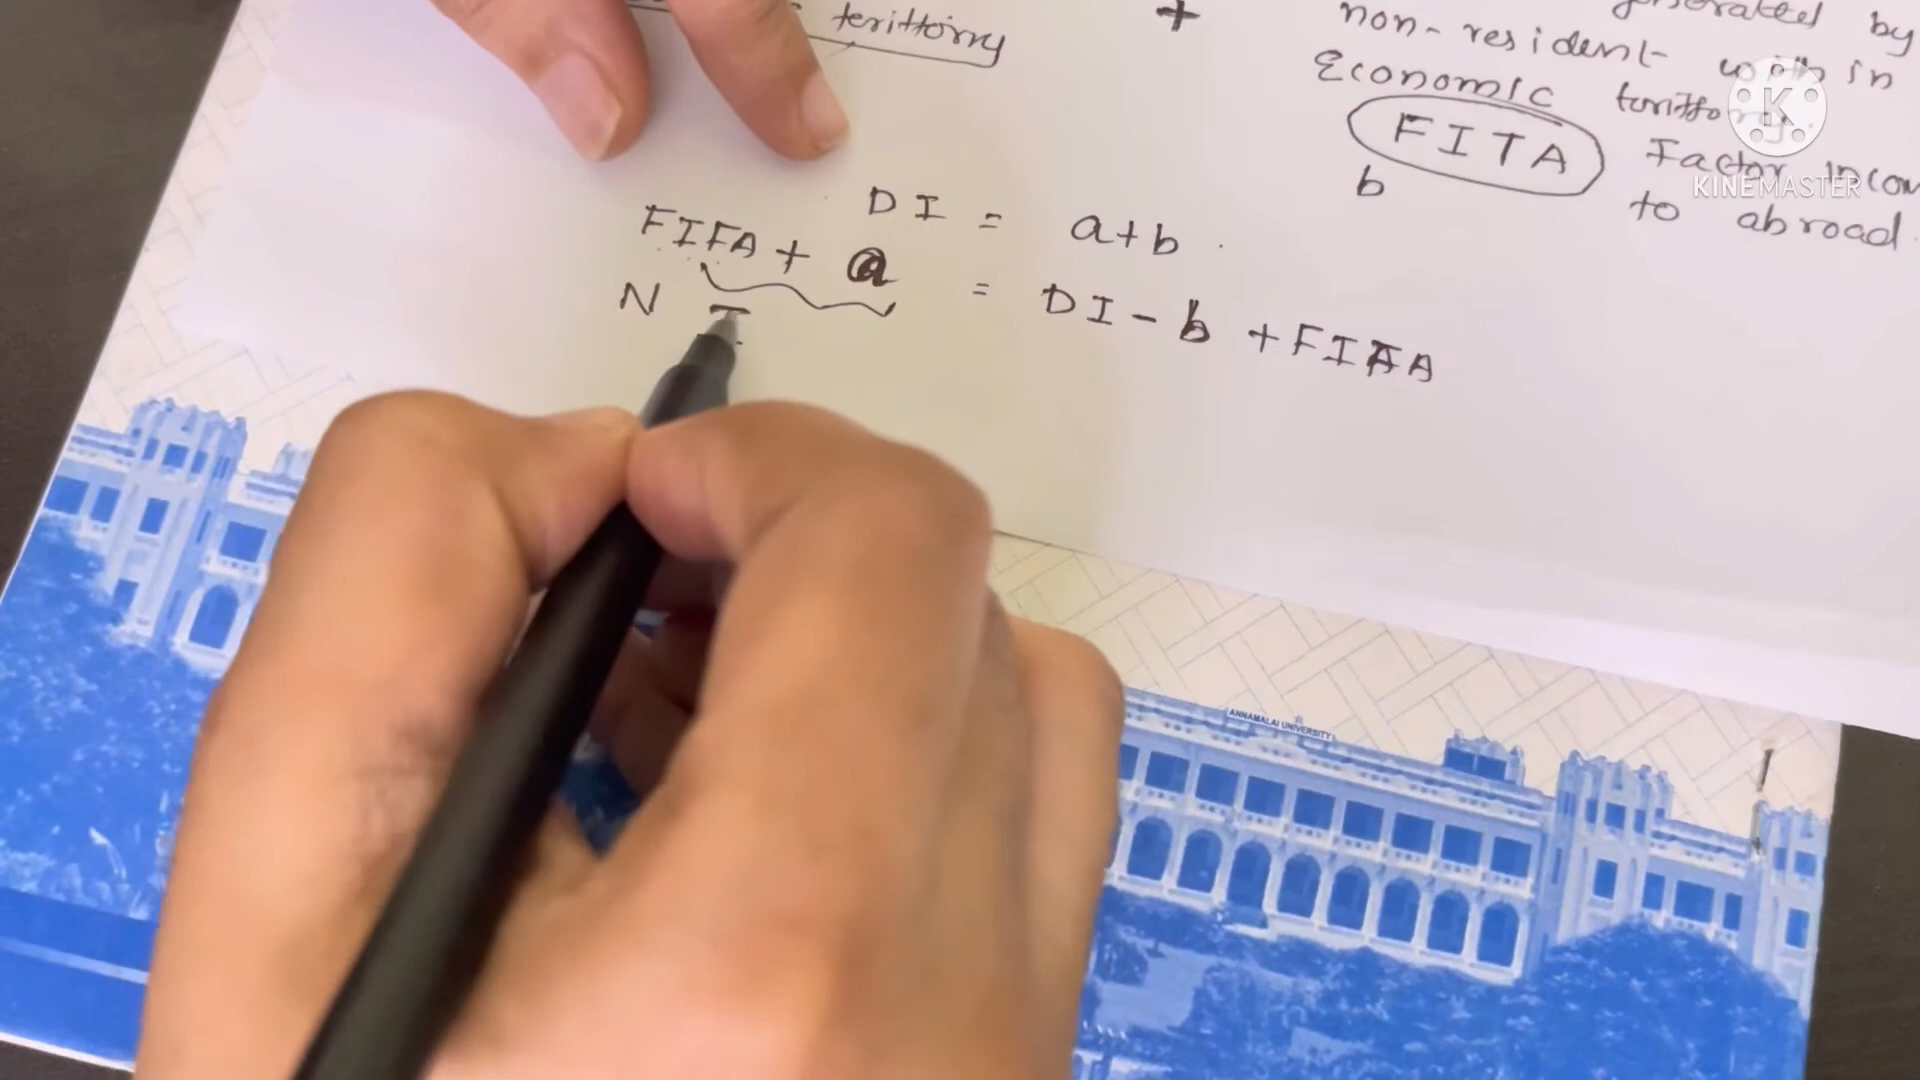 territory
+
generated by
non-resident within
Economic territory
FITA
Factor Incom
b
to abroad
DI = a+b
FIFA + a = DI - b + FIFA
N I
KINEMASTER
ANNAMALAI UNIVERSITY